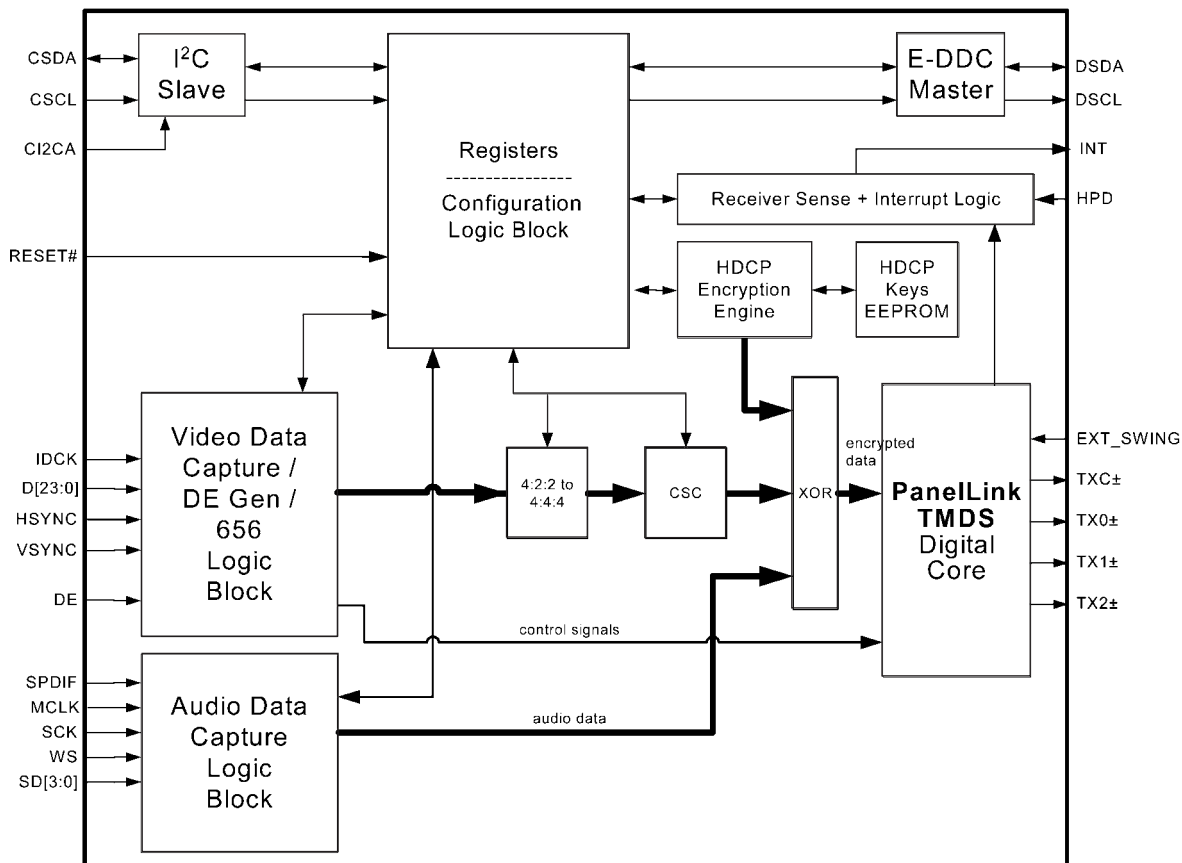 CSDA
CSCL
CI2CA
RESET#
I²C
Slave
Registers
Configuration
Logic Block
E-DDC
Master
DSDA
DSCL
INT
HPD
Receiver Sense + Interrupt Logic
HDCP
Encryption
Engine
HDCP
Keys
EEPROM
IDCK
D[23:0]
HSYNC
VSYNC
DE
Video Data
Capture /
DE Gen /
656
Logic
Block
4:2:2 to
4:4:4
CSC
XOR
encrypted
data
PanelLink
TMDS
Digital
Core
EXT_SWING
TXC±
TX0±
TX1±
TX2±
control signals
SPDIF
MCLK
SCK
WS
SD[3:0]
Audio Data
Capture
Logic
Block
audio data